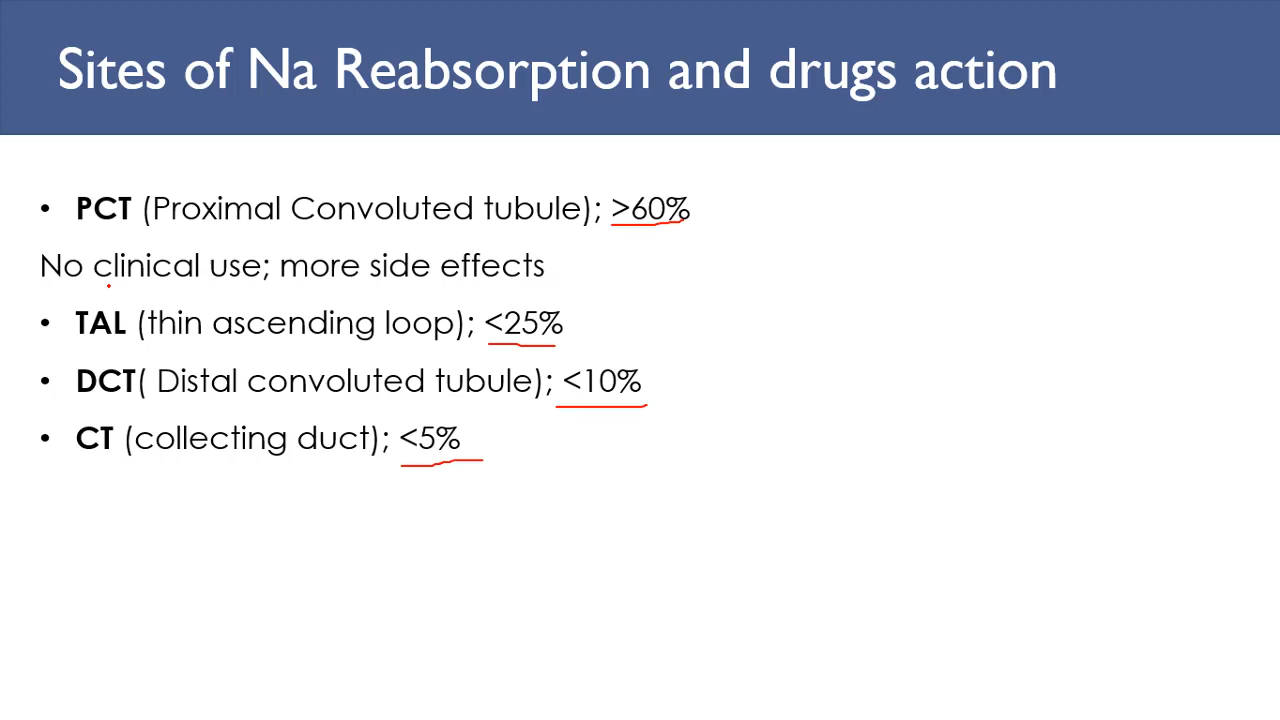 Sites of Na Reabsorption and drugs action
• PCT (Proximal Convoluted tubule); >60%
No clinical use; more side effects
• TAL (thin ascending loop); <25%
• DCT( Distal convoluted tubule); <10%
• CT (collecting duct); <5%